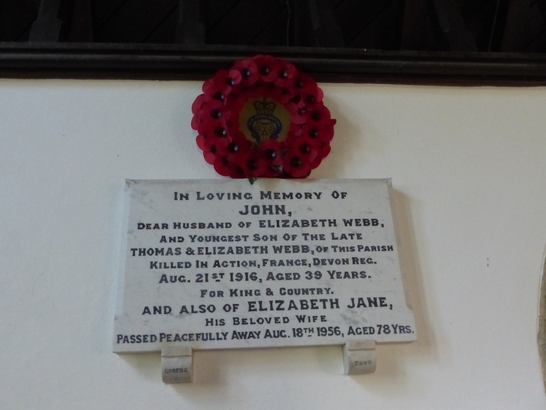 IN LOVING MEMORY OF
JOHN,
DEAR HUSBAND OF ELIZABETH WEBB,
AND YOUNGEST SON OF THE LATE
THOMAS & ELIZABETH WEBB, OF THIS PARISH
KILLED IN ACTION, FRANCE, DEVON REG.
AUG. 21ST 1916, AGED 39 YEARS.
FOR KING & COUNTRY.
AND ALSO OF ELIZABETH JANE,
HIS BELOVED WIFE
PASSED PEACEFULLY AWAY AUG. 18TH 1956, AGED 78 YRS.